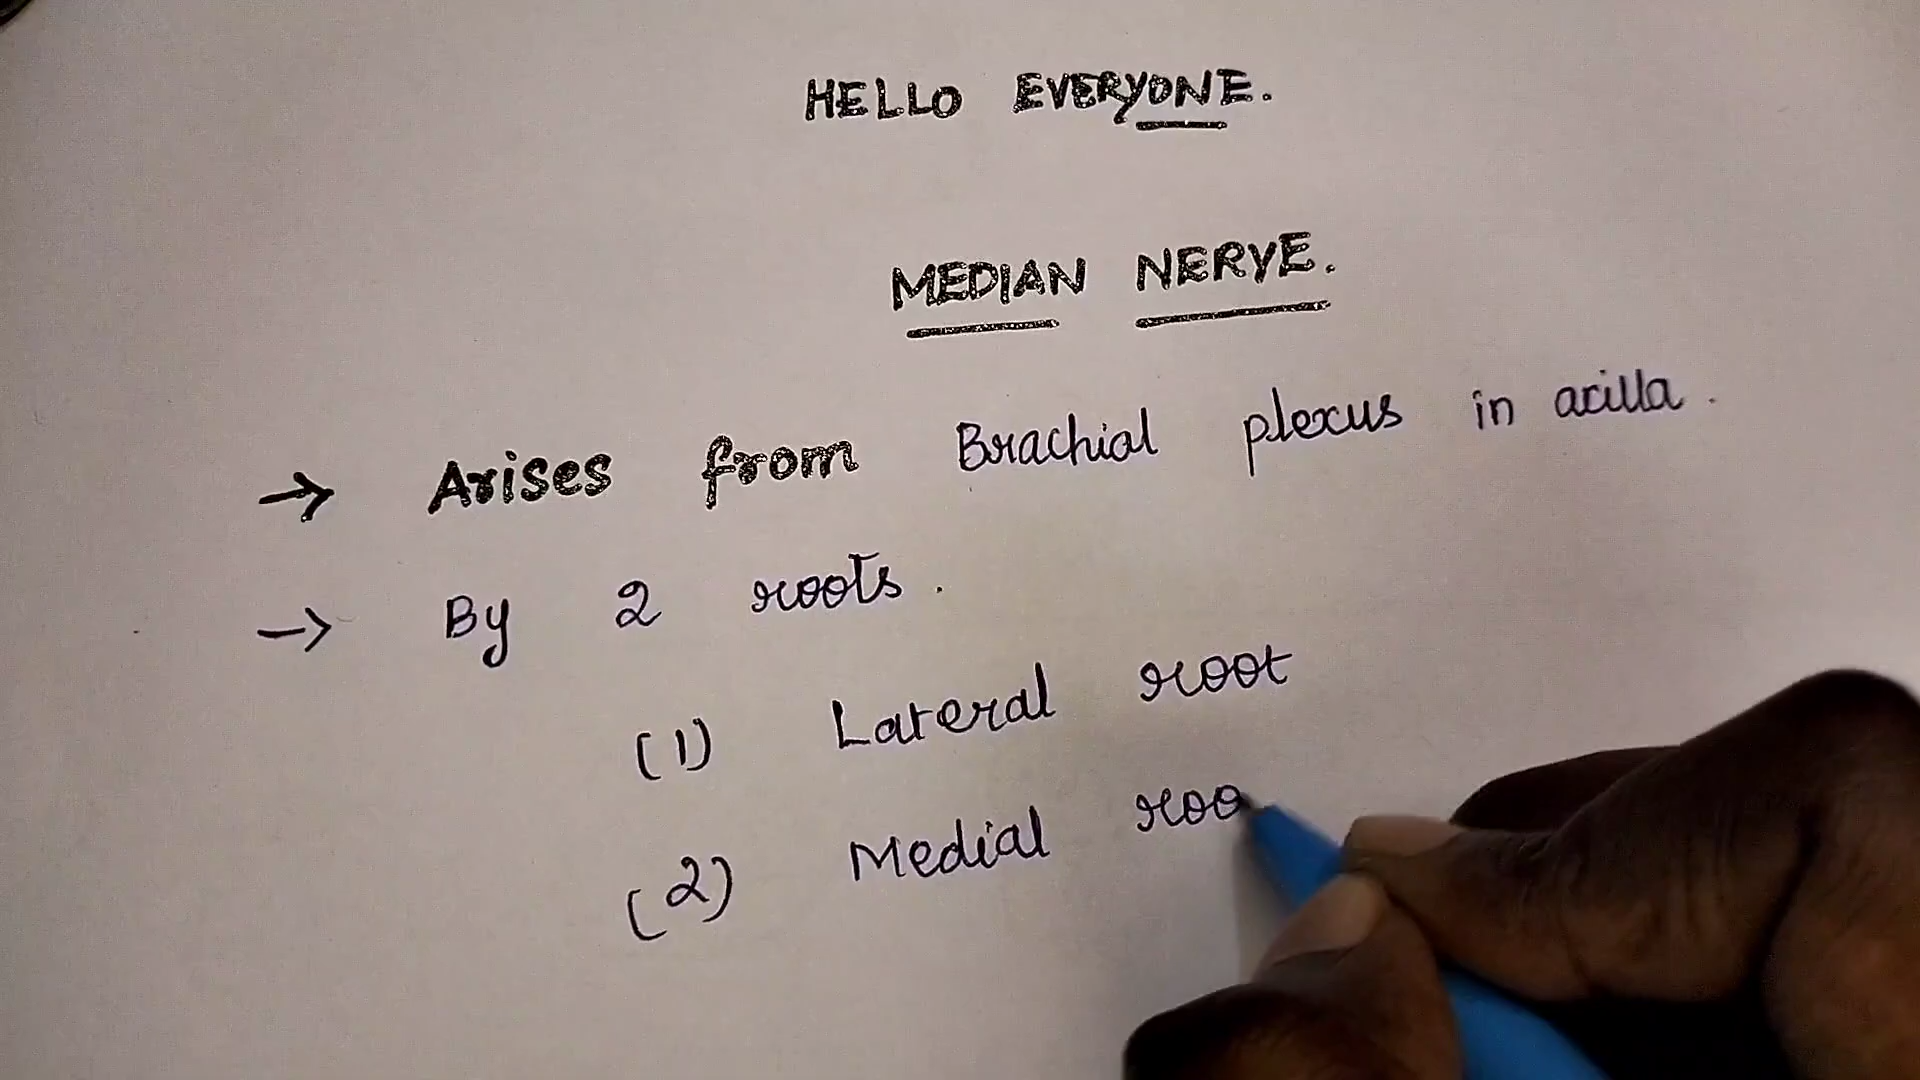 HELLO EVERYONE.
MEDIAN NERVE.
→ Arises from Brachial plexus in axilla.
→ By 2 roots.
(1) Lateral root
(2) Medial roo